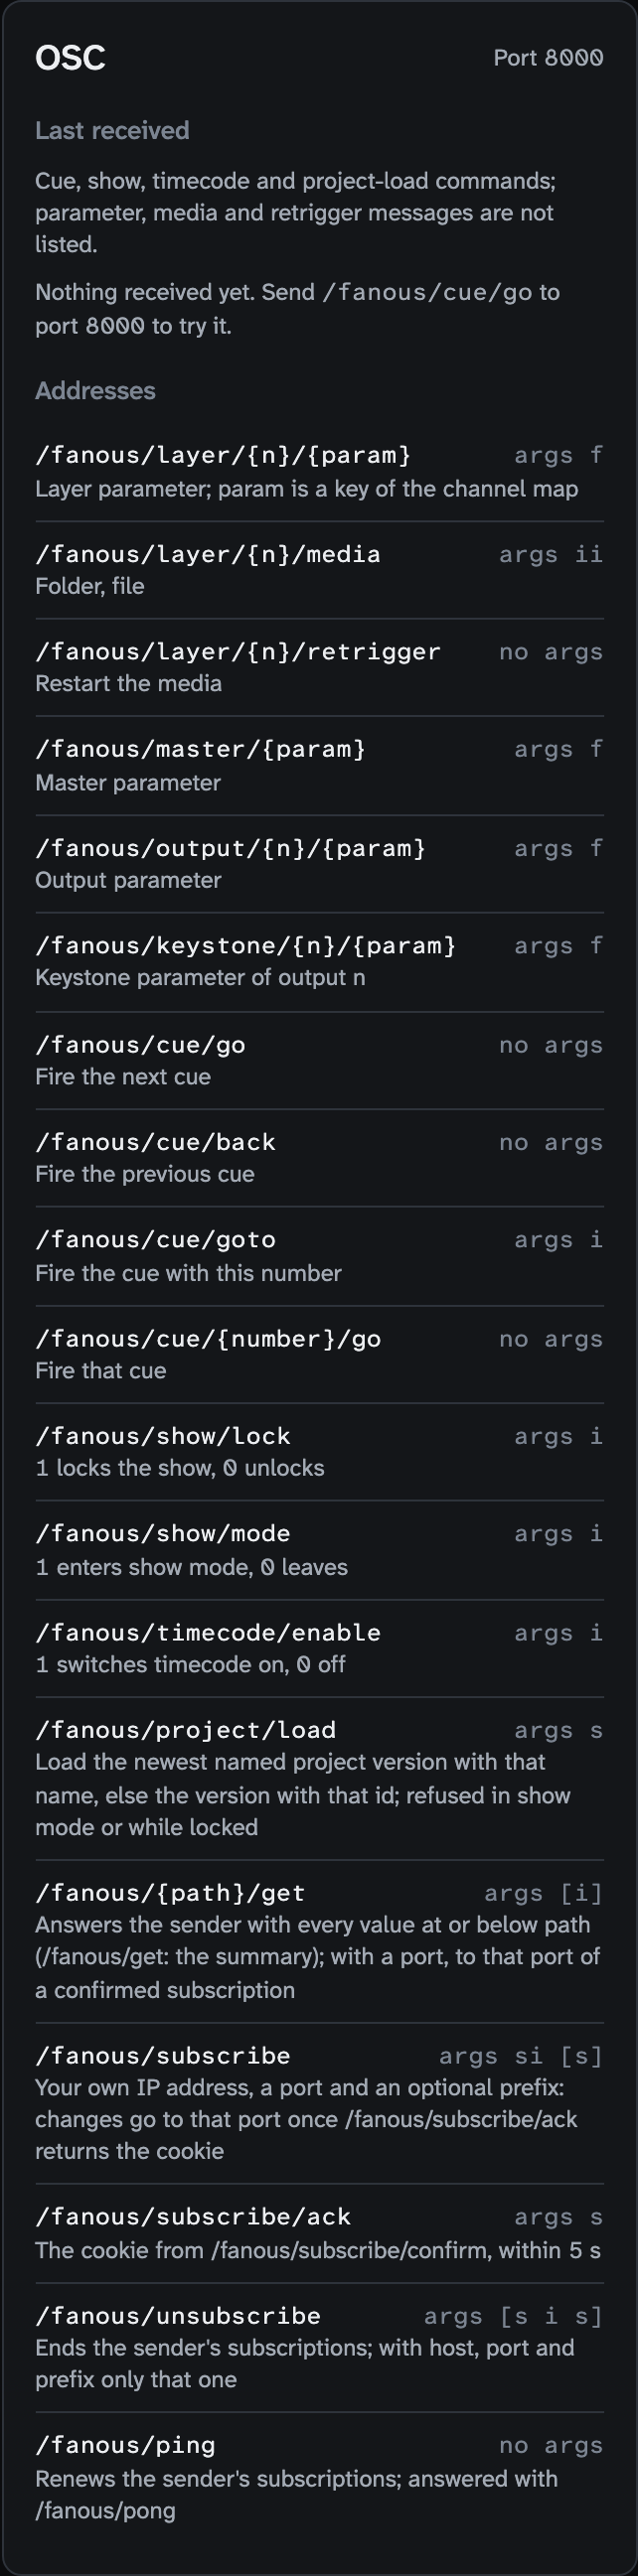 OSC
Port 8000
Last received
Cue, show, timecode and project-load commands;
parameter, media and retrigger messages are not
listed.
Nothing received yet. Send /fanous/cue/go to
port 8000 to try it.
Addresses
/fanous/layer/{n}/{param} args f
Layer parameter; param is a key of the channel map
/fanous/layer/{n}/media args ii
Folder, file
/fanous/layer/{n}/retrigger no args
Restart the media
/fanous/master/{param} args f
Master parameter
/fanous/output/{n}/{param} args f
Output parameter
/fanous/keystone/{n}/{param} args f
Keystone parameter of output n
/fanous/cue/go no args
Fire the next cue
/fanous/cue/back no args
Fire the previous cue
/fanous/cue/goto args i
Fire the cue with this number
/fanous/cue/{number}/go no args
Fire that cue
/fanous/show/lock args i
1 locks the show, 0 unlocks
/fanous/show/mode args i
1 enters show mode, 0 leaves
/fanous/timecode/enable args i
1 switches timecode on, 0 off
/fanous/project/load args s
Load the newest named project version with that
name, else the version with that id; refused in show
mode or while locked
/fanous/{path}/get args [i]
Answers the sender with every value at or below path
(/fanous/get: the summary); with a port, to that port of
a confirmed subscription
/fanous/subscribe args si [s]
Your own IP address, a port and an optional prefix:
changes go to that port once /fanous/subscribe/ack
returns the cookie
/fanous/subscribe/ack args s
The cookie from /fanous/subscribe/confirm, within 5 s
/fanous/unsubscribe args [s i s]
Ends the sender's subscriptions; with host, port and
prefix only that one
/fanous/ping no args
Renews the sender's subscriptions; answered with
/fanous/pong